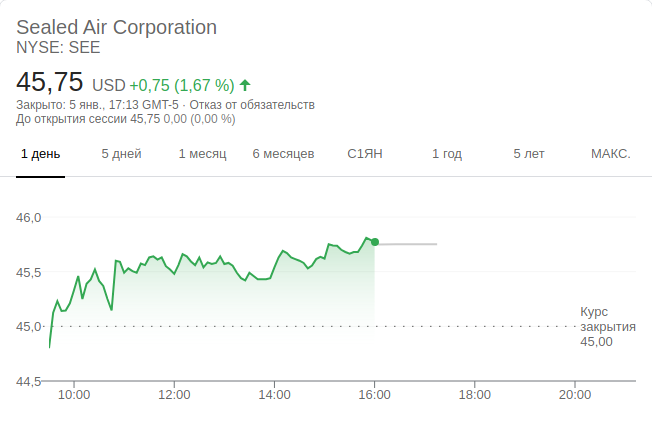 Sealed Air Corporation
NYSE: SEE
45,75 USD +0,75 (1,67 %)
Закрыто: 5 янв., 17:13 GMT-5 · Отказ от обязательств
До открытия сессии 45,75 0,00 (0,00 %)
1 день 5 дней 1 месяц 6 месяцев С1ЯН 1 год 5 лет МАКС.
46,0
45,5
45,0
44,5
Курс
закрытия
45,00
10:00 12:00 14:00 16:00 18:00 20:00